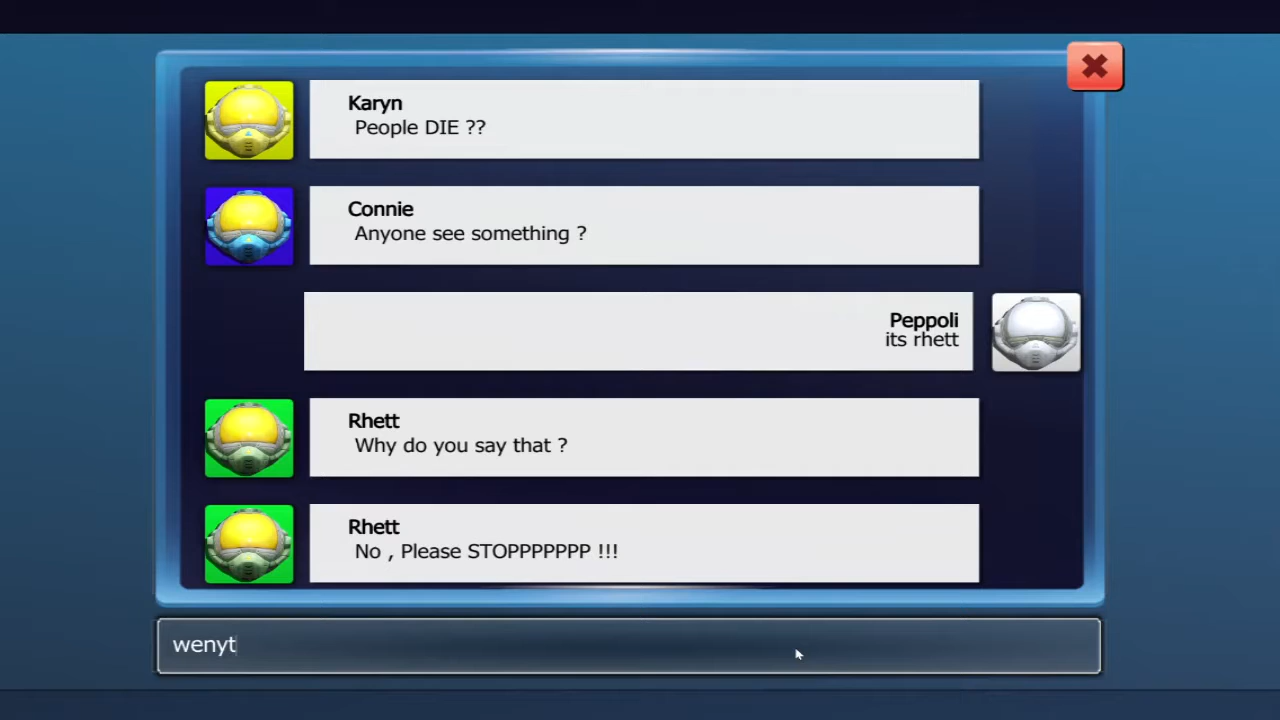 Karyn
People DIE ??
Connie
Anyone see something ?
Peppoli
its rhett
Rhett
Why do you say that ?
Rhett
No , Please STOPPPPPPP !!!
wenyt